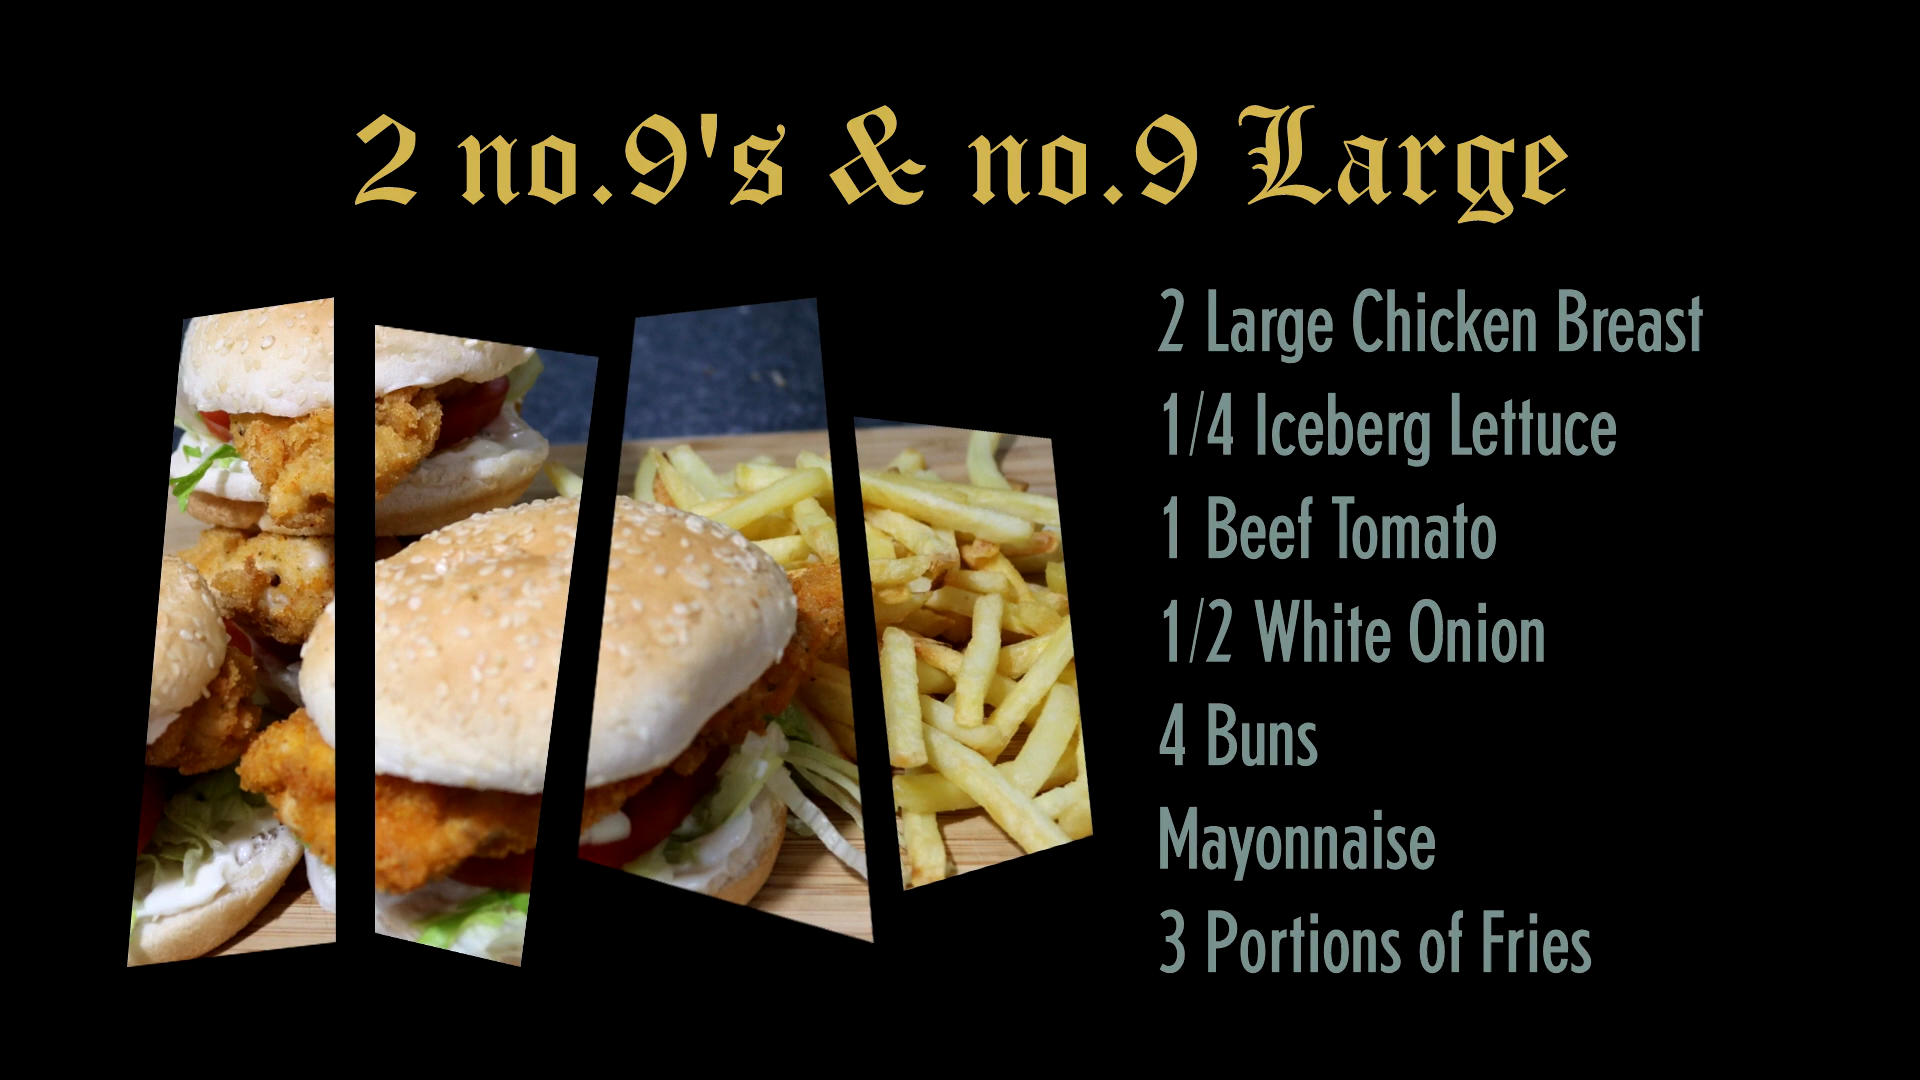 2 no.9's & no.9 Large
2 Large Chicken Breast
1/4 Iceberg Lettuce
1 Beef Tomato
1/2 White Onion
4 Buns
Mayonnaise
3 Portions of Fries